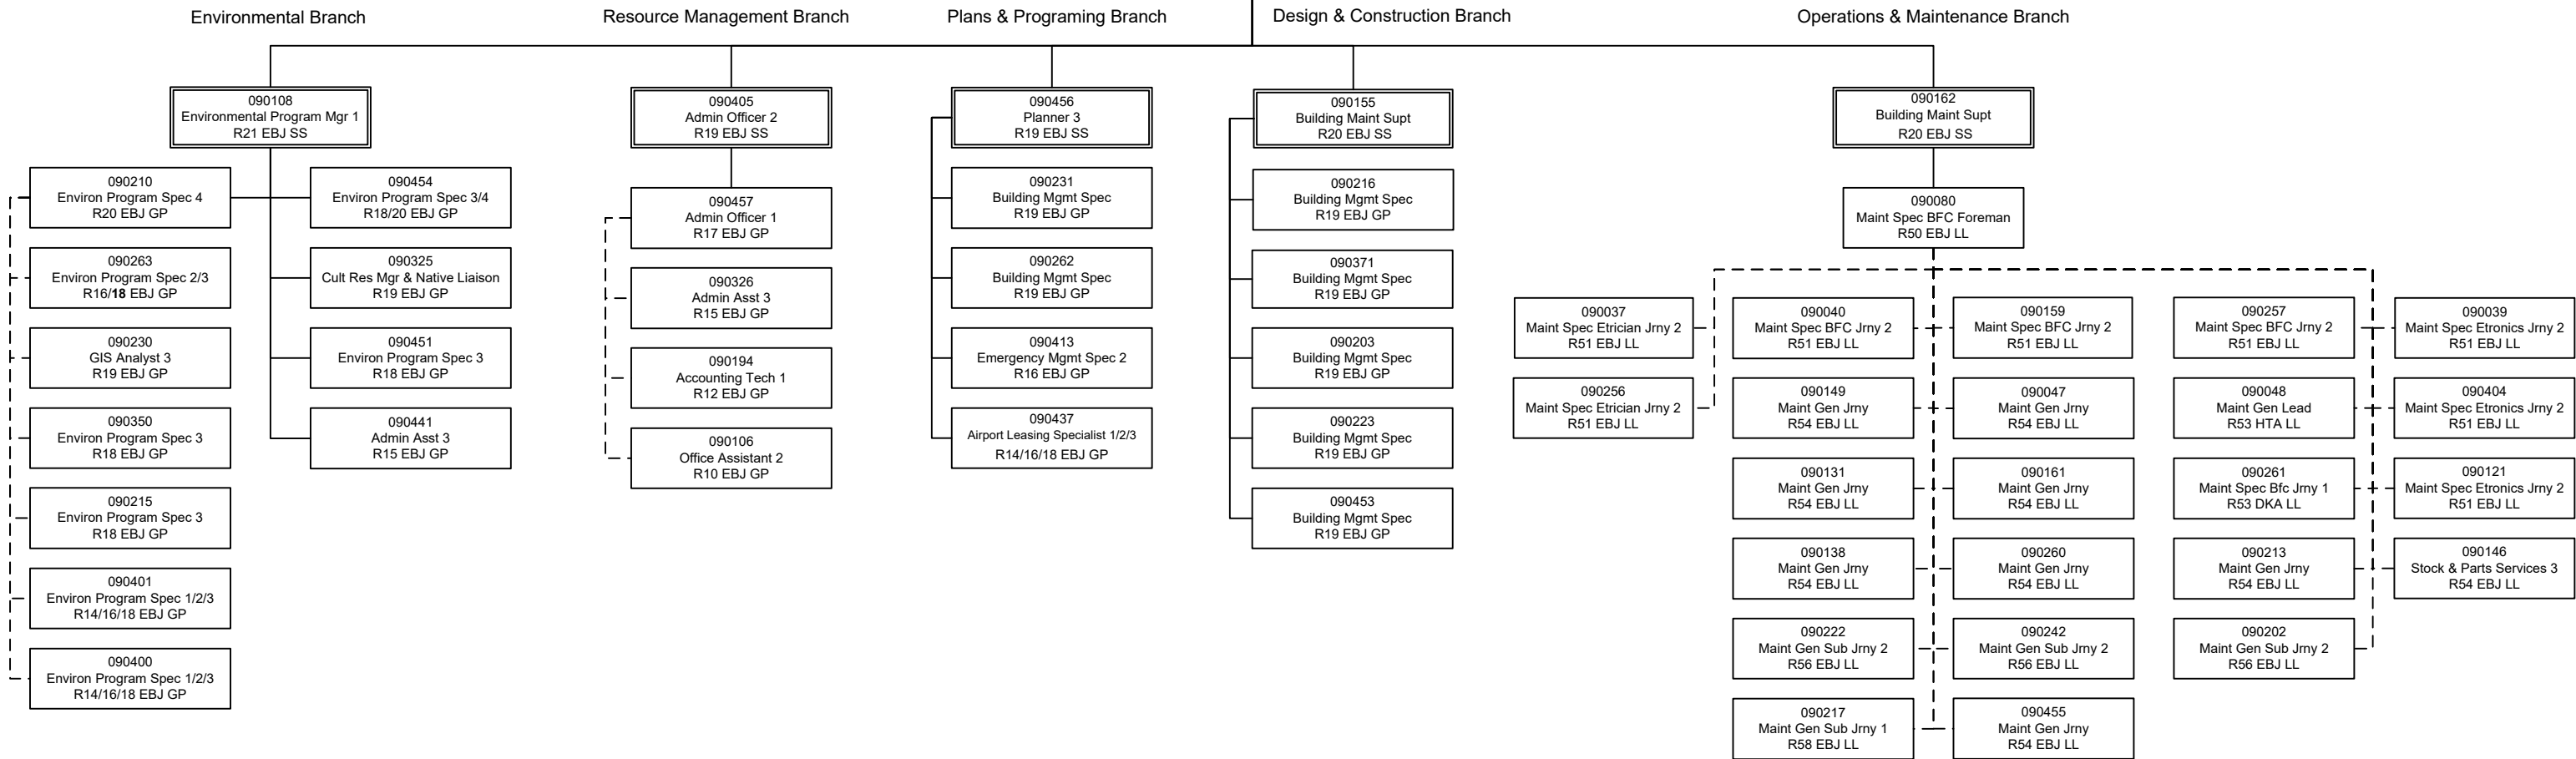 Environmental Branch
Resource Management Branch
Plans & Programing Branch
Design & Construction Branch
Operations & Maintenance Branch
090108
Environmental Program Mgr 1
R21 EBJ SS
090210
Environ Program Spec 4
R20 EBJ GP
090263
Environ Program Spec 2/3
R16/18 EBJ GP
090230
GIS Analyst 3
R19 EBJ GP
090350
Environ Program Spec 3
R18 EBJ GP
090215
Environ Program Spec 3
R18 EBJ GP
090401
Environ Program Spec 1/2/3
R14/16/18 EBJ GP
090400
Environ Program Spec 1/2/3
R14/16/18 EBJ GP
090454
Environ Program Spec 3/4
R18/20 EBJ GP
090325
Cult Res Mgr & Native Liaison
R19 EBJ GP
090451
Environ Program Spec 3
R18 EBJ GP
090441
Admin Asst 3
R15 EBJ GP
090405
Admin Officer 2
R19 EBJ SS
090457
Admin Officer 1
R17 EBJ GP
090326
Admin Asst 3
R15 EBJ GP
090194
Accounting Tech 1
R12 EBJ GP
090106
Office Assistant 2
R10 EBJ GP
090456
Planner 3
R19 EBJ SS
090231
Building Mgmt Spec
R19 EBJ GP
090262
Building Mgmt Spec
R19 EBJ GP
090413
Emergency Mgmt Spec 2
R16 EBJ GP
090437
Airport Leasing Specialist 1/2/3
R14/16/18 EBJ GP
090155
Building Maint Supt
R20 EBJ SS
090216
Building Mgmt Spec
R19 EBJ GP
090371
Building Mgmt Spec
R19 EBJ GP
090203
Building Mgmt Spec
R19 EBJ GP
090223
Building Mgmt Spec
R19 EBJ GP
090453
Building Mgmt Spec
R19 EBJ GP
090162
Building Maint Supt
R20 EBJ SS
090080
Maint Spec BFC Foreman
R50 EBJ LL
090037
Maint Spec Etrician Jrny 2
R51 EBJ LL
090256
Maint Spec Etrician Jrny 2
R51 EBJ LL
090040
Maint Spec BFC Jrny 2
R51 EBJ LL
090149
Maint Gen Jrny
R54 EBJ LL
090131
Maint Gen Jrny
R54 EBJ LL
090138
Maint Gen Jrny
R54 EBJ LL
090222
Maint Gen Sub Jrny 2
R56 EBJ LL
090217
Maint Gen Sub Jrny 1
R58 EBJ LL
090159
Maint Spec BFC Jrny 2
R51 EBJ LL
090047
Maint Gen Jrny
R54 EBJ LL
090161
Maint Gen Jrny
R54 EBJ LL
090260
Maint Gen Jrny
R54 EBJ LL
090242
Maint Gen Sub Jrny 2
R56 EBJ LL
090455
Maint Gen Jrny
R54 EBJ LL
090257
Maint Spec BFC Jrny 2
R51 EBJ LL
090048
Maint Gen Lead
R53 HTA LL
090261
Maint Spec Bfc Jrny 1
R53 DKA LL
090213
Maint Gen Jrny
R54 EBJ LL
090202
Maint Gen Sub Jrny 2
R56 EBJ LL
090039
Maint Spec Etronics Jrny 2
R51 EBJ LL
090404
Maint Spec Etronics Jrny 2
R51 EBJ LL
090121
Maint Spec Etronics Jrny 2
R51 EBJ LL
090146
Stock & Parts Services 3
R54 EBJ LL